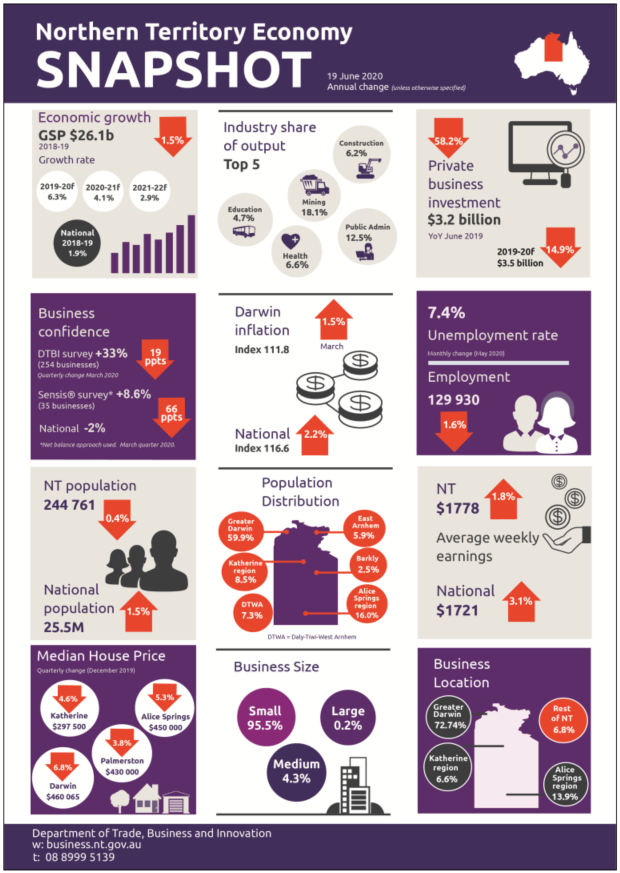 Northern Territory Economy
SNAPSHOT
19 June 2020
Annual change (unless otherwise specified)
Economic growth
GSP $26.1b
2018-19
1.5%
Growth rate
2019-20f
6.3%
2020-21f
4.1%
2021-22f
2.9%
National
2018-19
1.9%
Industry share
of output
Top 5
Construction
6.2%
Mining
18.1%
Education
4.7%
Public Admin
12.5%
Health
6.6%
58.2%
Private
business
investment
$3.2 billion
YoY June 2019
2019-20f
$3.5 billion
14.9%
Business
confidence
DTBI survey +33%
(254 businesses)
Quarterly change March 2020
19
ppts
Sensis® survey* +8.6%
(35 businesses)
66
ppts
National -2%
*Net balance approach used. March quarter 2020.
Darwin
inflation
Index 111.8
1.5%
March
National
Index 116.6
2.2%
7.4%
Unemployment rate
Monthly change (May 2020)
Employment
129 930
1.6%
NT population
244 761
0.4%
National
population
25.5M
1.5%
Population
Distribution
Greater
Darwin
59.9%
East
Arnhem
5.9%
Katherine
region
8.5%
Barkly
2.5%
DTWA
7.3%
Alice
Springs
region
16.0%
DTWA = Daly-Tiwi-West Arnhem
NT
$1778
1.8%
Average weekly
earnings
National
$1721
3.1%
Median House Price
Quarterly change (December 2019)
4.6%
Katherine
$297 500
5.3%
Alice Springs
$450 000
3.8%
Palmerston
$430 000
6.8%
Darwin
$460 065
Business Size
Small
95.5%
Large
0.2%
Medium
4.3%
Business
Location
Greater
Darwin
72.74%
Rest
of NT
6.8%
Katherine
region
6.6%
Alice
Springs
region
13.9%
Department of Trade, Business and Innovation
w: business.nt.gov.au
t: 08 8999 5139